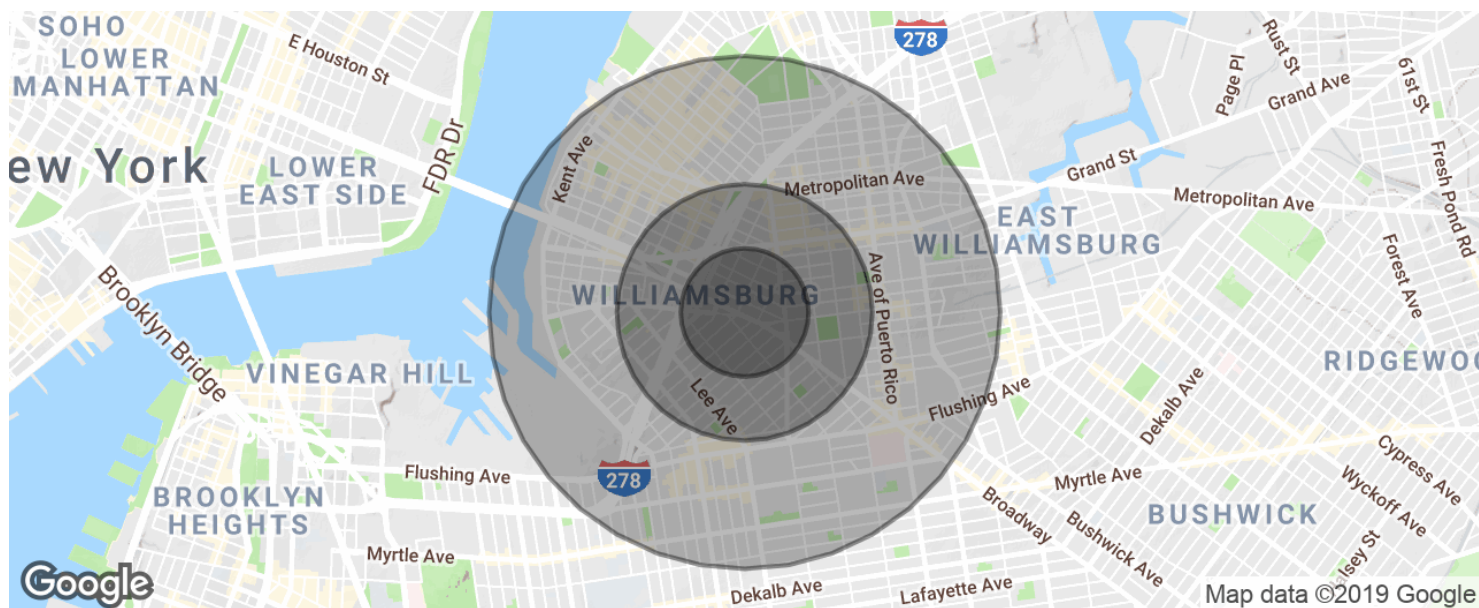 SOHO
LOWER
MANHATTAN
E Houston St
FDR Dr
ew York
LOWER
EAST SIDE
Kent Ave
278
Metropolitan Ave
Page Pl
Rust St
Grand Ave
61st St
Fresh Pond Rd
Grand St
Metropolitan Ave
EAST
WILLIAMSBURG
Forest Ave
Brooklyn Bridge
WILLIAMSBURG
Ave of Puerto Rico
VINEGAR HILL
RIDGEWO
Lee Ave
Flushing Ave
Dekalb Ave
Flushing Ave
278
Myrtle Ave
Cypress Ave
Wyckoff Ave
BROOKLYN
HEIGHTS
Broadway
Bushwick Ave
BUSHWICK
Halsey St
Myrtle Ave
Dekalb Ave
Lafayette Ave
Google
Map data ©2019 Google